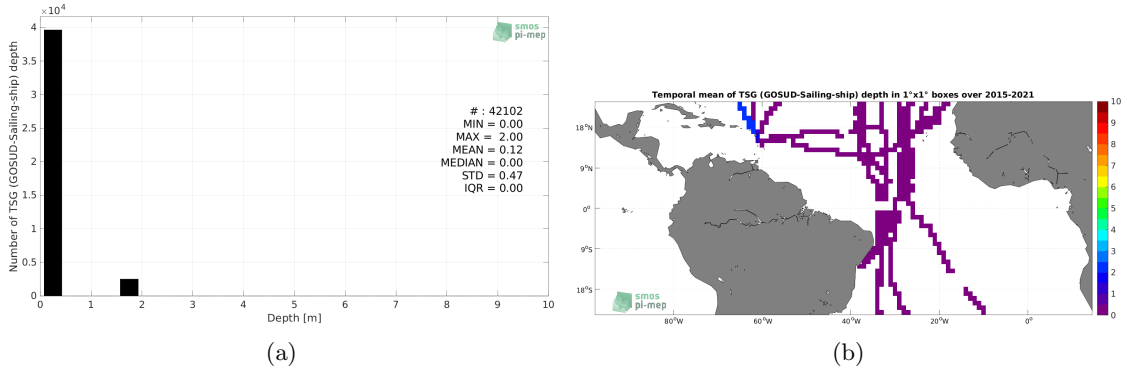 smos
pi-mep
×10⁴
4
3.5
3
2.5
2
1.5
1
0.5
0
Number of TSG (GOSUD-Sailing-ship) depth
# : 42102
MIN = 0.00
MAX = 2.00
MEAN = 0.12
MEDIAN = 0.00
STD = 0.47
IQR = 0.00
0 1 2 3 4 5 6 7 8 9 10
Depth [m]
(a)
Temporal mean of TSG (GOSUD-Sailing-ship) depth in 1°x1° boxes over 2015-2021
18°N
9°N
0°
9°S
18°S
80°W 60°W 40°W 20°W 0°
10
9
8
7
6
5
4
3
2
1
0
smos
pi-mep
(b)